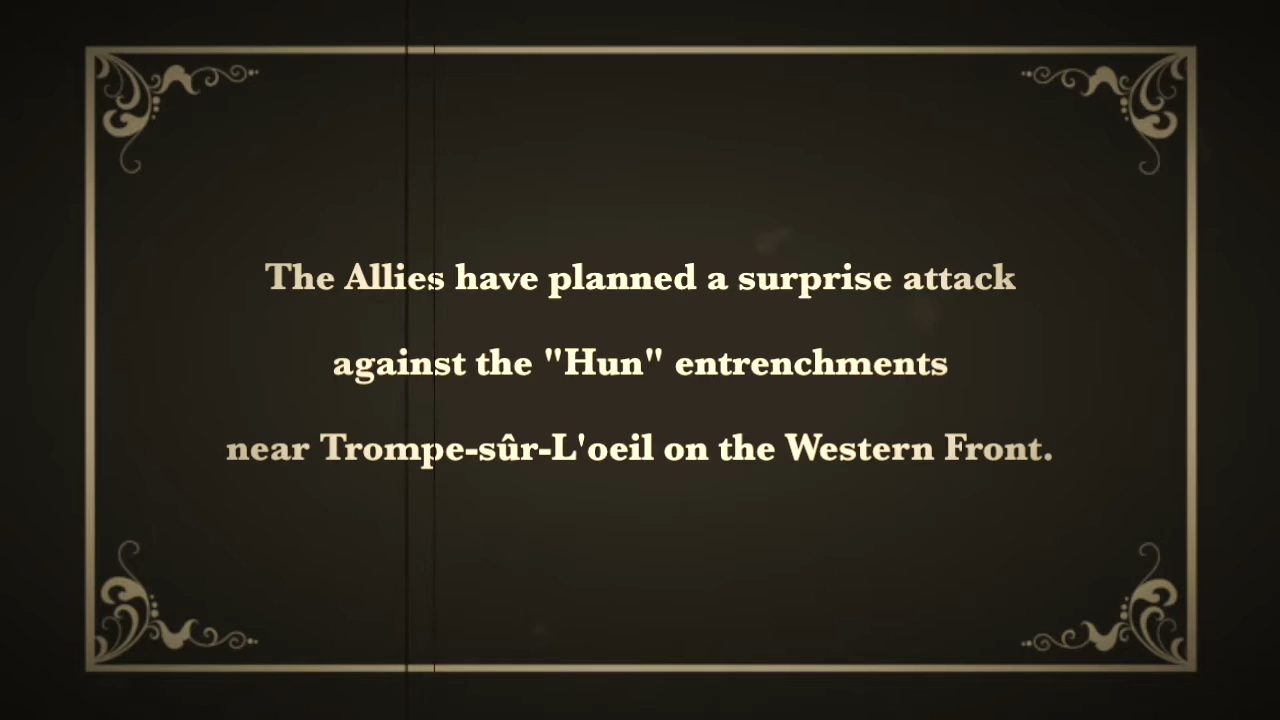 The Allies have planned a surprise attack
against the "Hun" entrenchments
near Trompe-sûr-L'oeil on the Western Front.